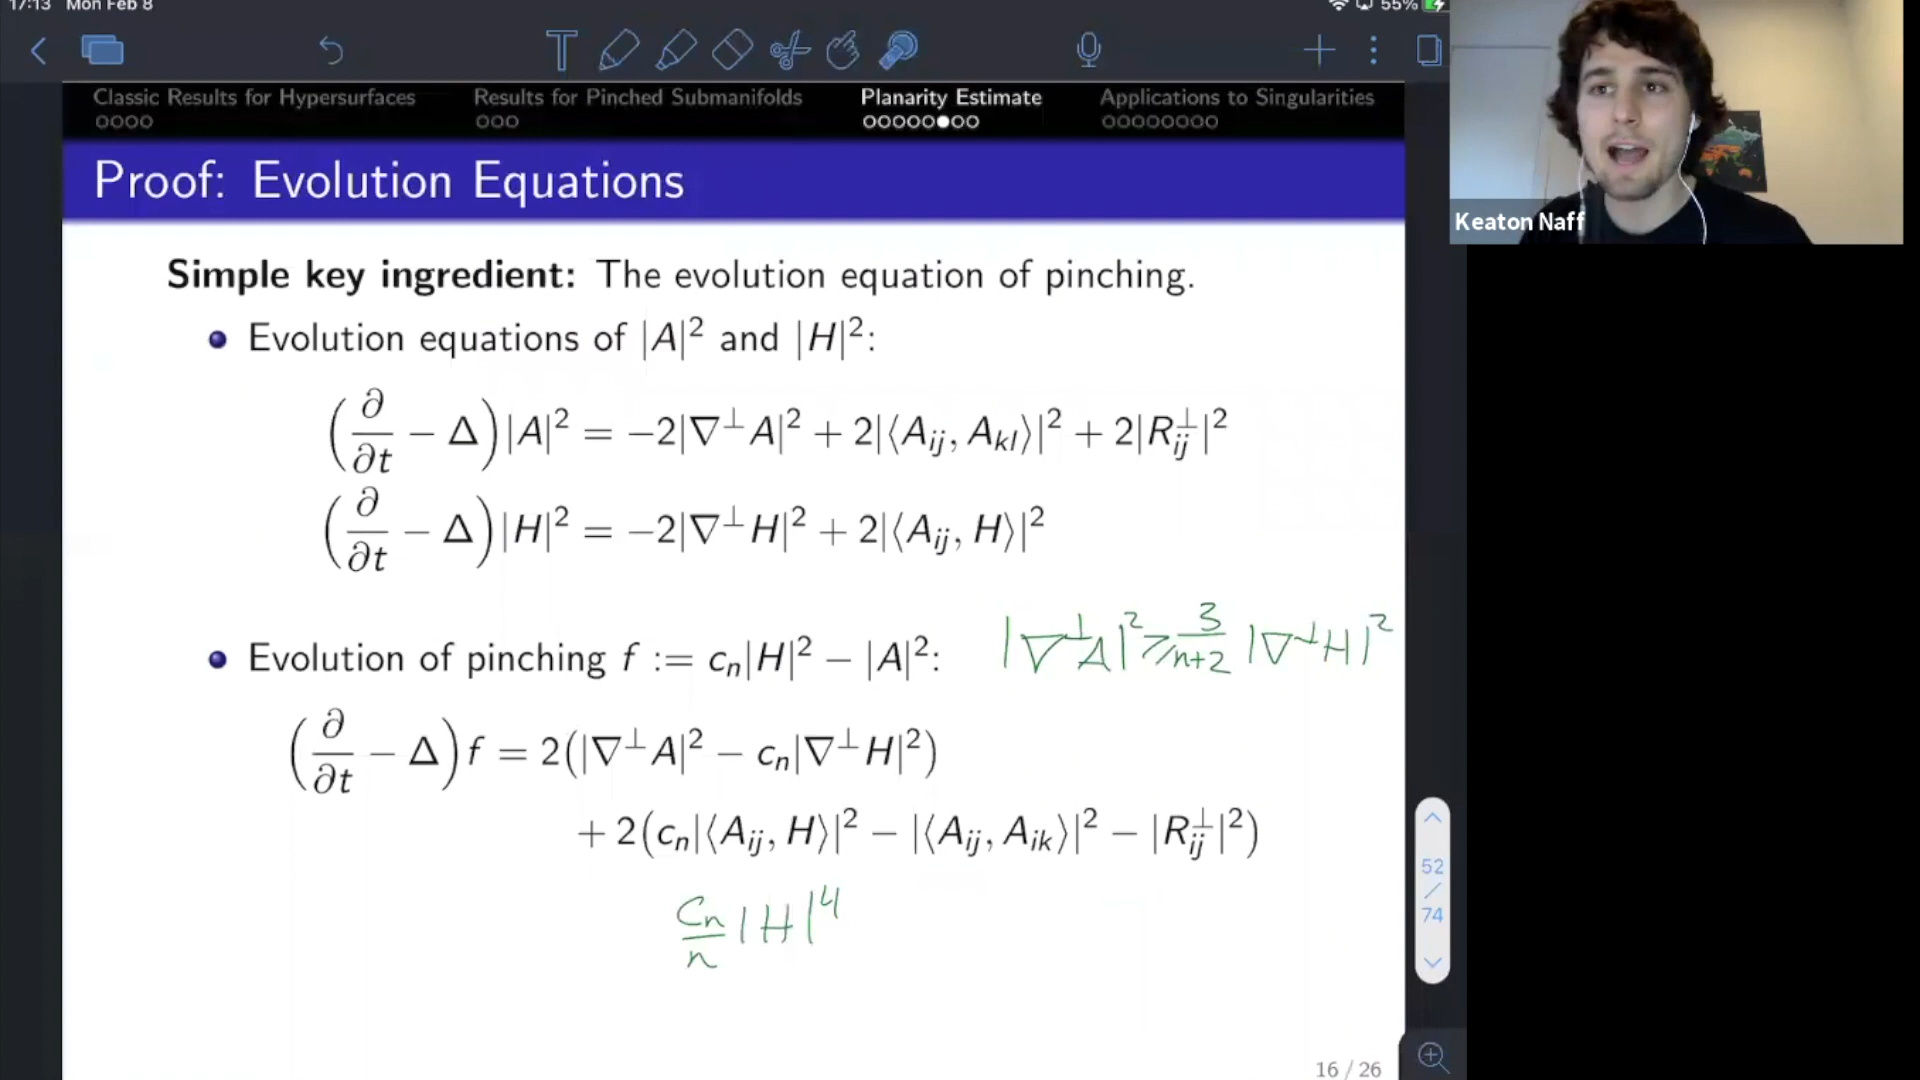 17:13 Mon Feb 8
55%
Classic Results for Hypersurfaces Results for Pinched Submanifolds Planarity Estimate Applications to Singularities
Proof: Evolution Equations
Keaton Naff
Simple key ingredient: The evolution equation of pinching.
Evolution equations of |A|² and |H|²:
(∂/∂t − Δ)|A|² = −2|∇⊥A|² + 2|⟨A_ij, A_kl⟩|² + 2|R⊥_ij|²
(∂/∂t − Δ)|H|² = −2|∇⊥H|² + 2|⟨A_ij, H⟩|²
Evolution of pinching f := c_n|H|² − |A|²: |∇⊥A|² ≥ 3/(n+2) |∇⊥H|²
(∂/∂t − Δ)f = 2(|∇⊥A|² − c_n|∇⊥H|²)
+ 2(c_n|⟨A_ij, H⟩|² − |⟨A_ij, A_ik⟩|² − |R⊥_ij|²)
c_n/n |H|⁴
52
/
74
16 / 26